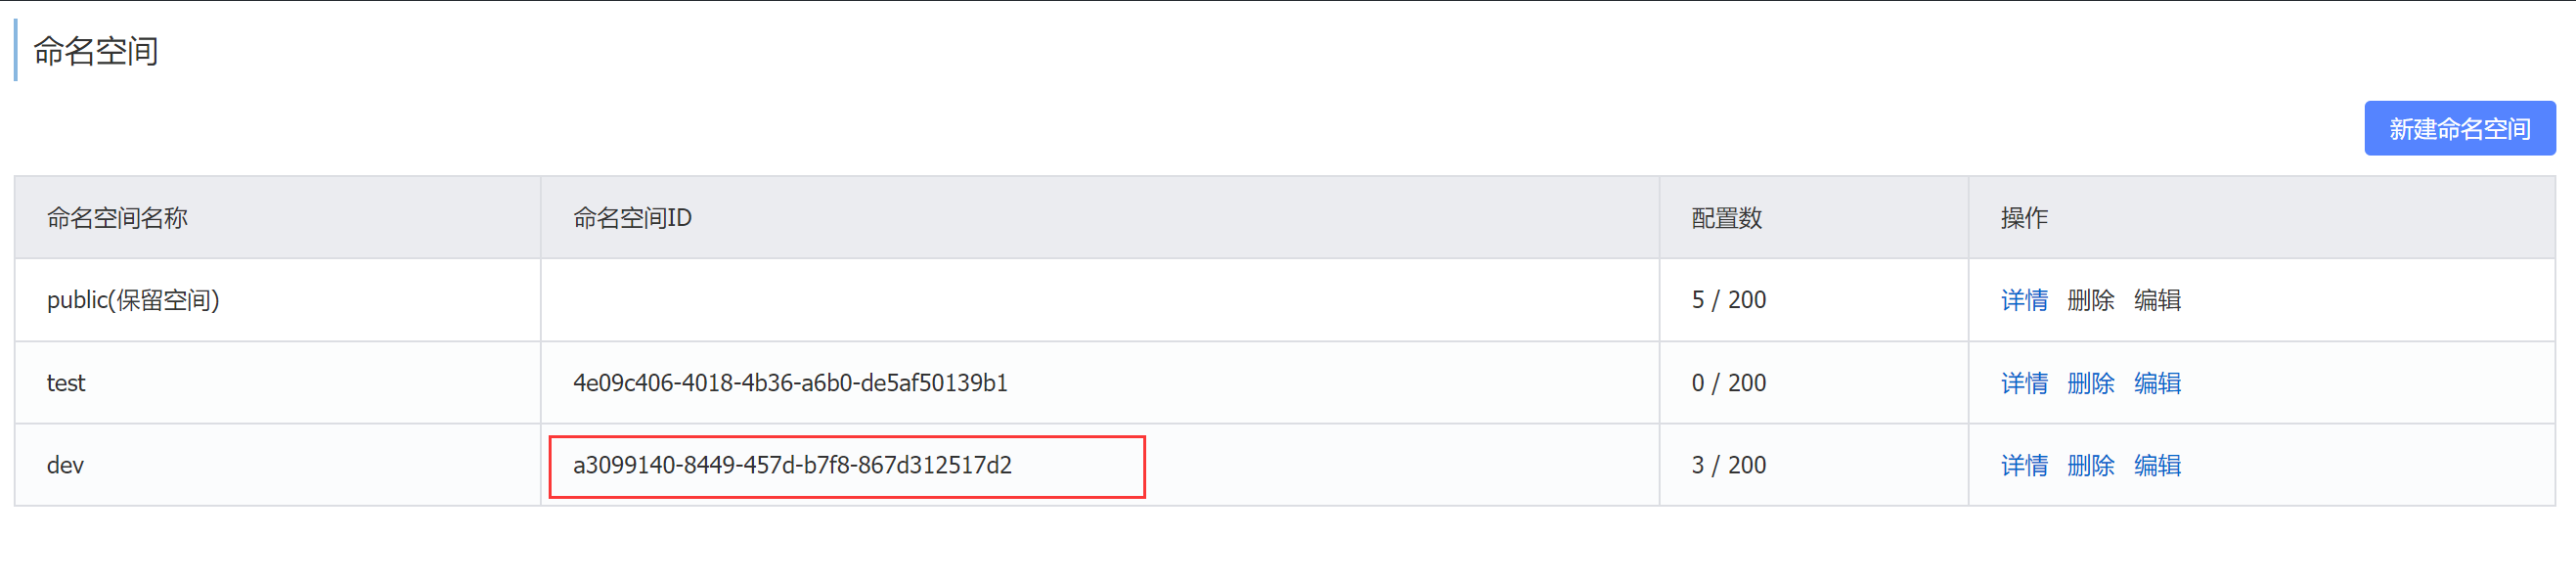 命名空间
新建命名空间
命名空间名称 命名空间ID 配置数 操作
public(保留空间) 5 / 200 详情 删除 编辑
test 4e09c406-4018-4b36-a6b0-de5af50139b1 0 / 200 详情 删除 编辑
dev a3099140-8449-457d-b7f8-867d312517d2 3 / 200 详情 删除 编辑